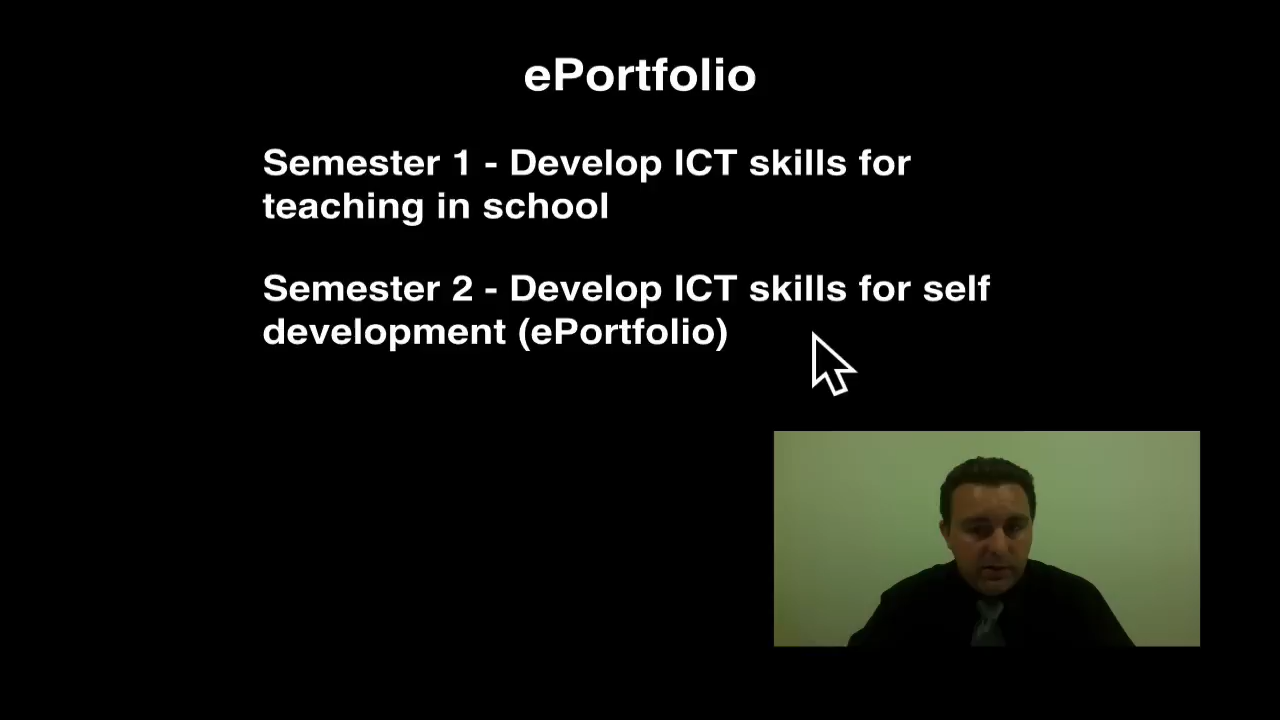 ePortfolio
Semester 1 - Develop ICT skills for
teaching in school
Semester 2 - Develop ICT skills for self
development (ePortfolio)